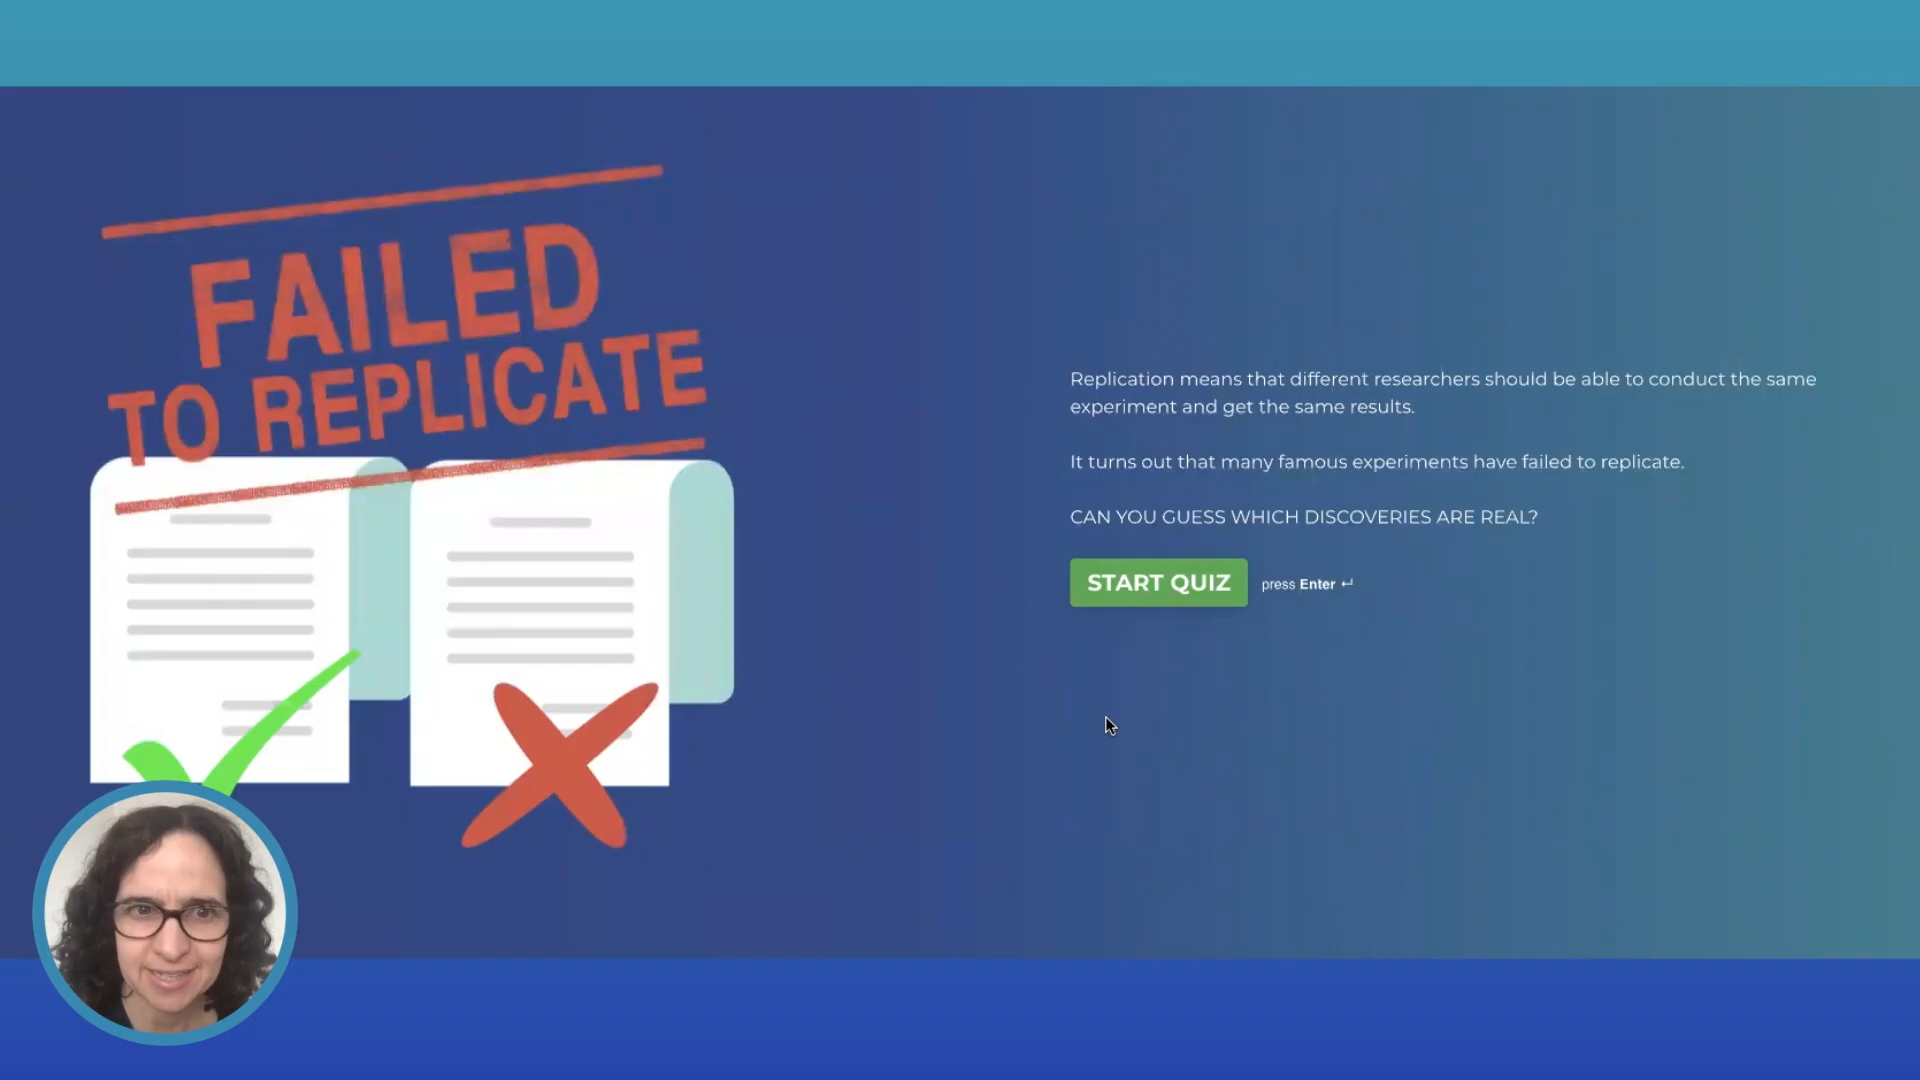 FAILED
TO REPLICATE
Replication means that different researchers should be able to conduct the same
experiment and get the same results.
It turns out that many famous experiments have failed to replicate.
CAN YOU GUESS WHICH DISCOVERIES ARE REAL?
START QUIZ
press Enter ↵